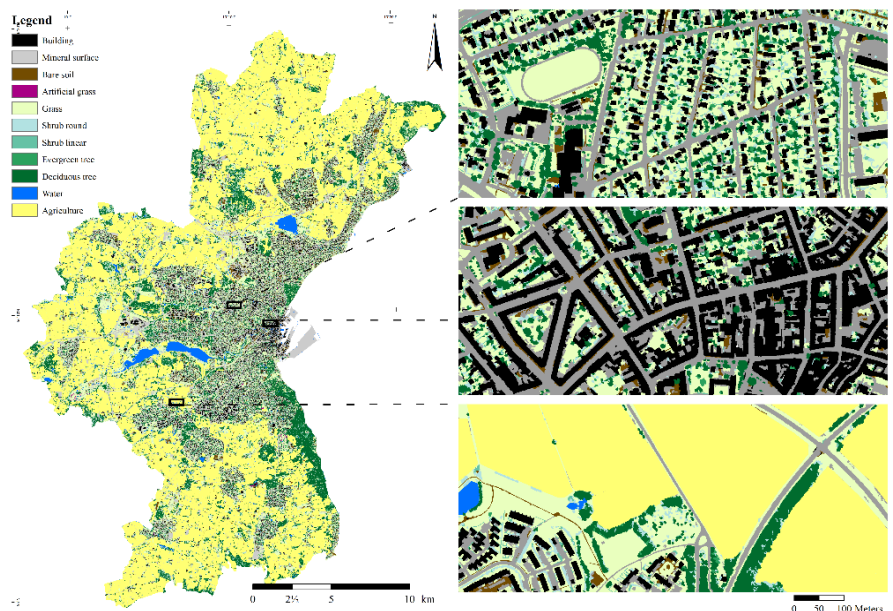 Legend
Building
Mineral surface
Bare soil
Artificial grass
Grass
Shrub round
Shrub linear
Evergreen tree
Deciduous tree
Water
Agriculture
N
0 2½ 5 10 km
0 50 100 Meters